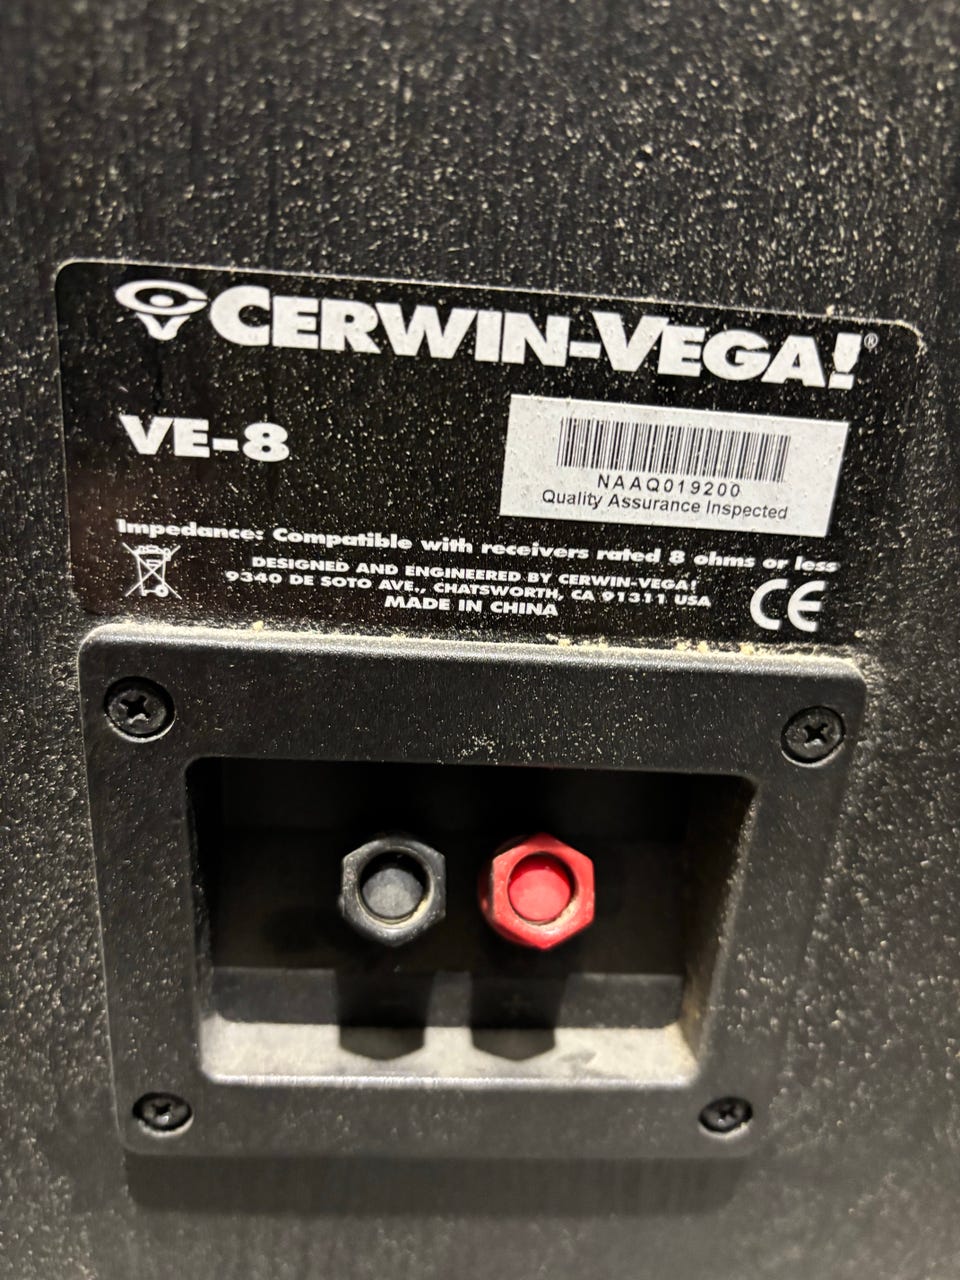 CERWIN-VEGA!®
VE-8
NAAQ019200
Quality Assurance Inspected
Impedance: Compatible with receivers rated 8 ohms or less
DESIGNED AND ENGINEERED BY CERWIN-VEGA!
9340 DE SOTO AVE., CHATSWORTH, CA 91311 USA
MADE IN CHINA
CE
- +